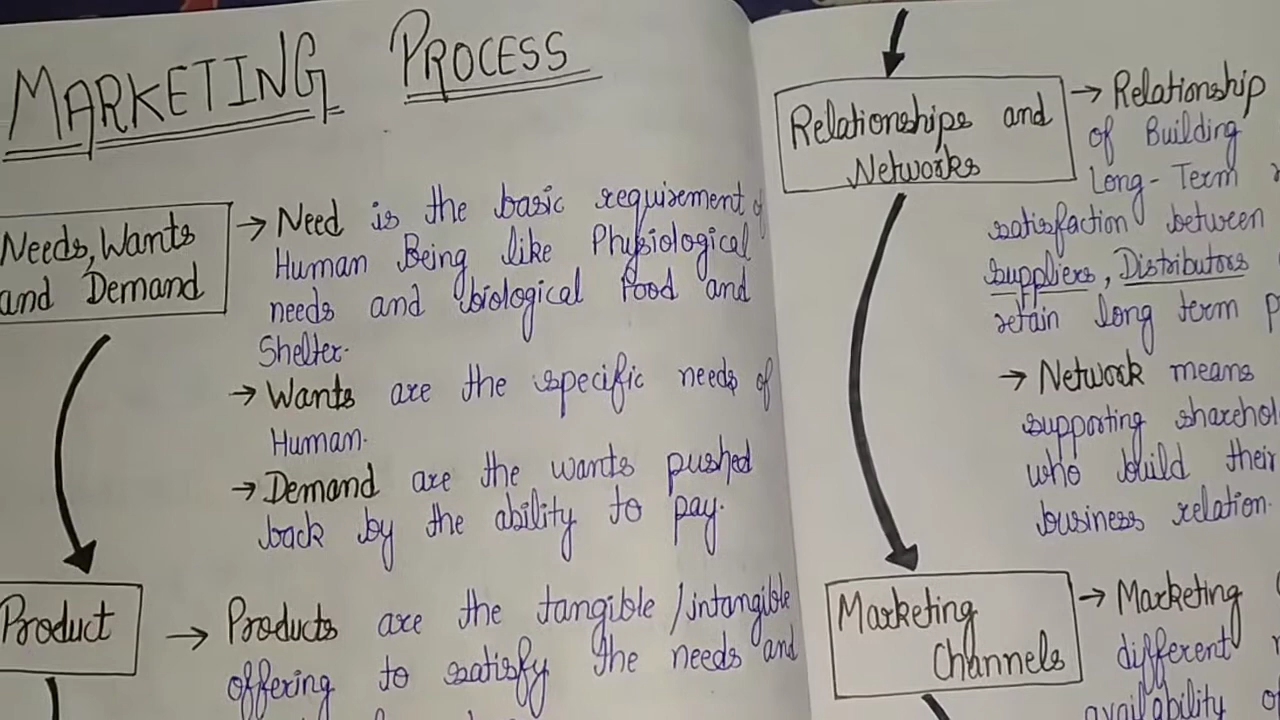 MARKETING PROCESS
Needs, Wants
and Demand
→ Need is the basic requirement of
Human Being like Physiological
needs and biological Food and
Shelter.
→ Wants are the specific needs of
Human.
→ Demand are the wants pushed
back by the ability to pay.
Product
→ Products are the tangible/intangible
offering to satisfy the needs and
Relationships and
Networks
→ Relationship
of Building
Long-Term
satisfaction between
suppliers, Distributors
retain long term
→ Network means
supporting
who build their
business relation.
Marketing
Channels
→ Marketing
different
availability of